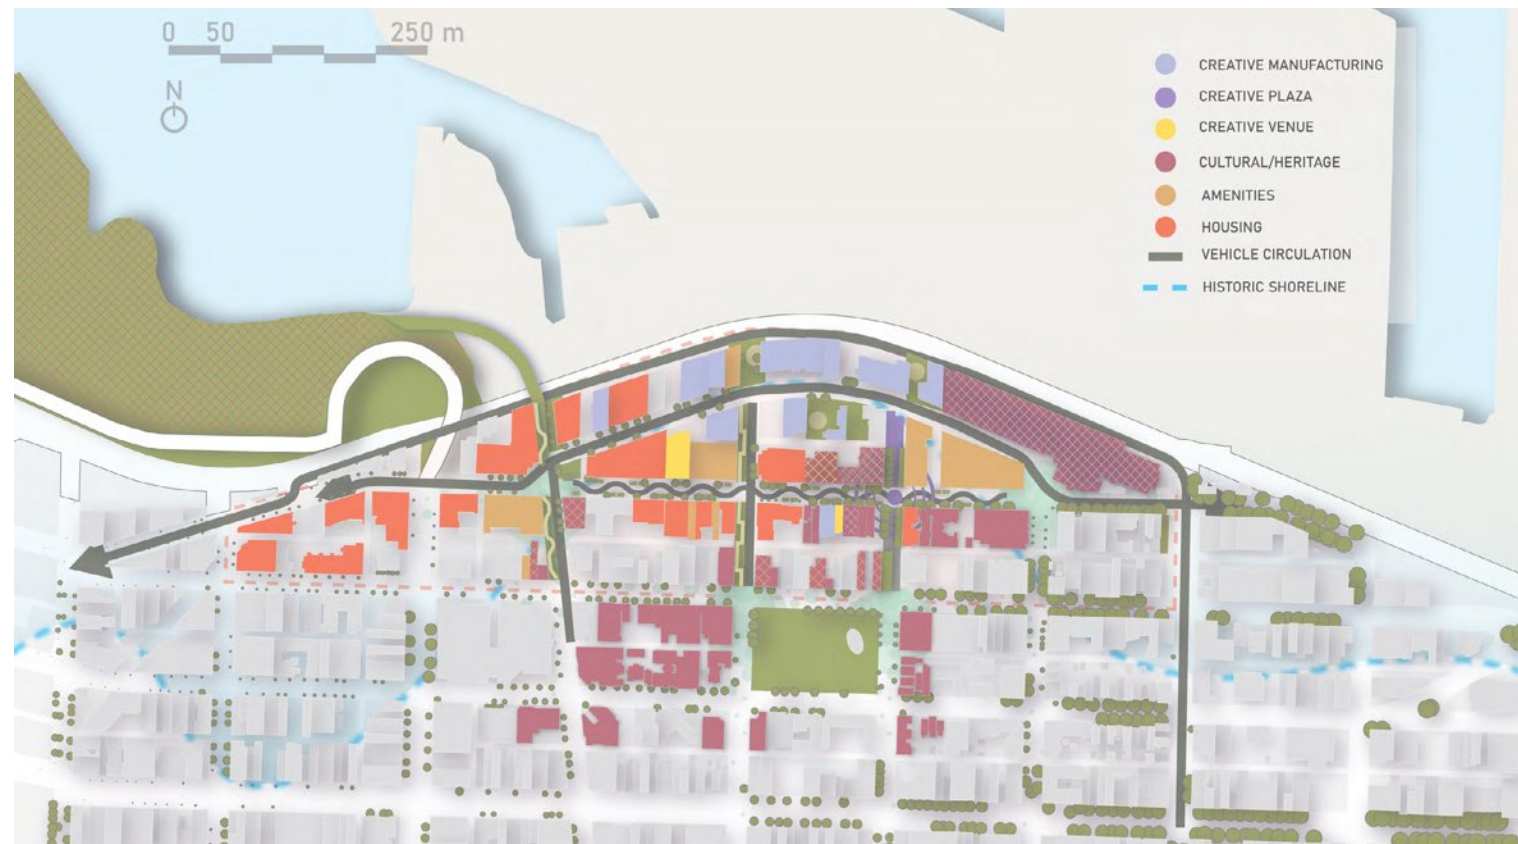 0 50 250 m
N
CREATIVE MANUFACTURING
CREATIVE PLAZA
CREATIVE VENUE
CULTURAL/HERITAGE
AMENITIES
HOUSING
VEHICLE CIRCULATION
HISTORIC SHORELINE